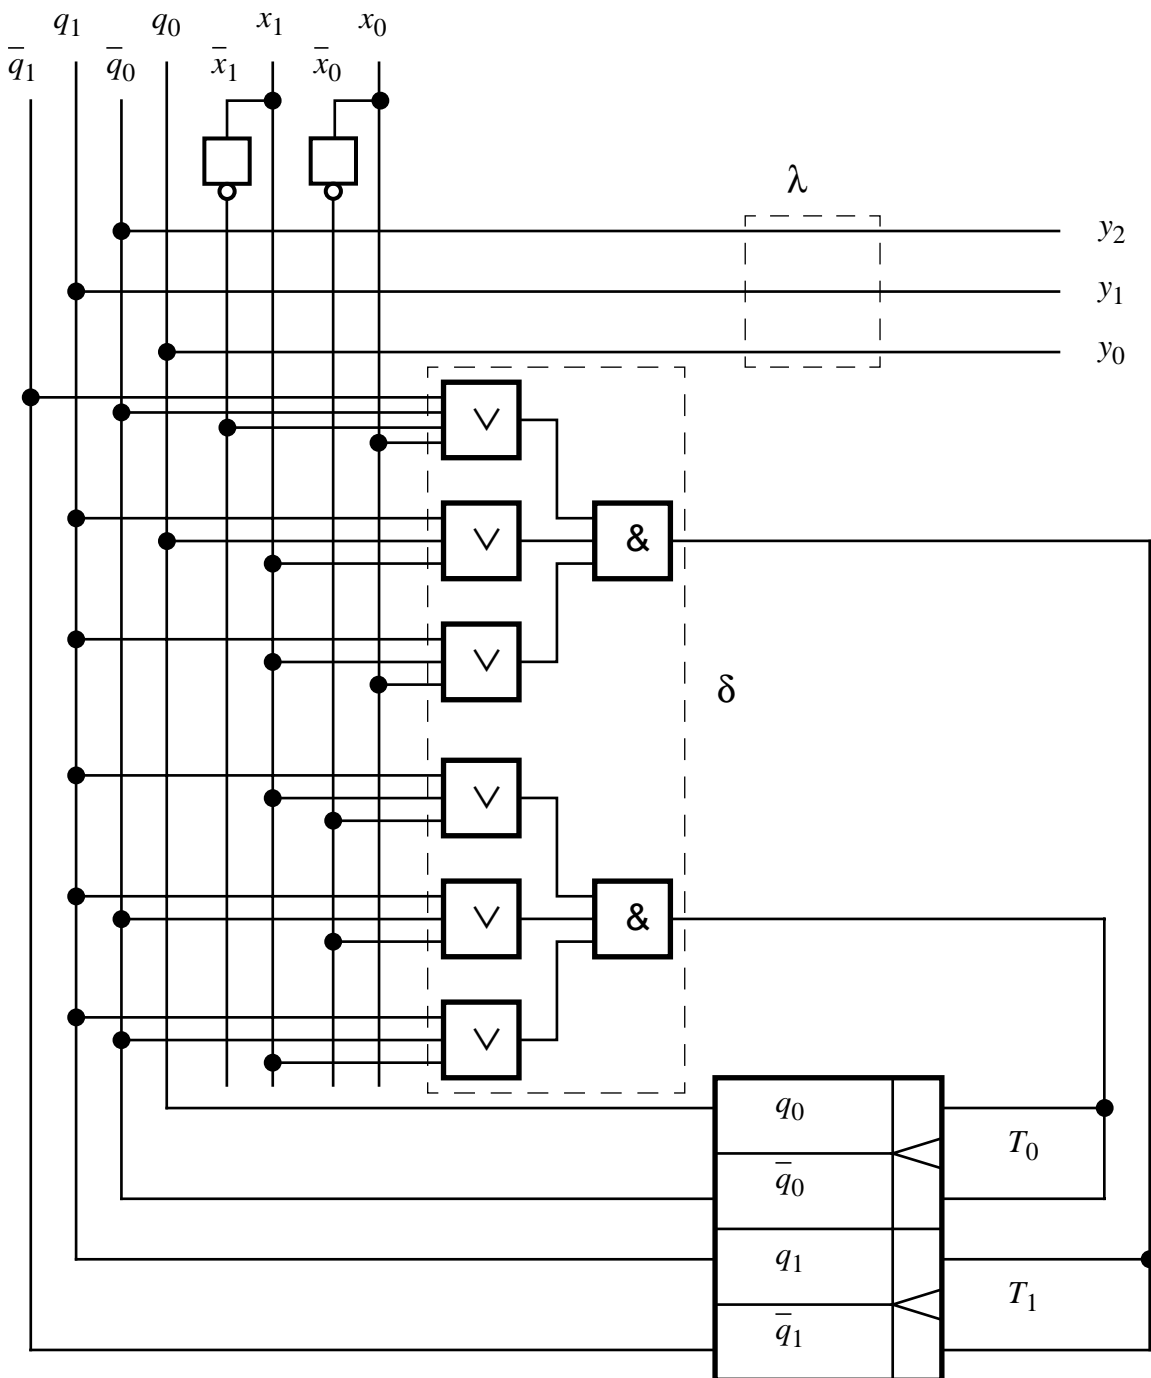 q₁ q₀ x₁ x₀
q̅₁ q̅₀ x̅₁ x̅₀
λ
y₂
y₁
y₀
∨
∨
&
∨
δ
∨
∨
&
∨
q₀
T₀
q̅₀
q₁
T₁
q̅₁